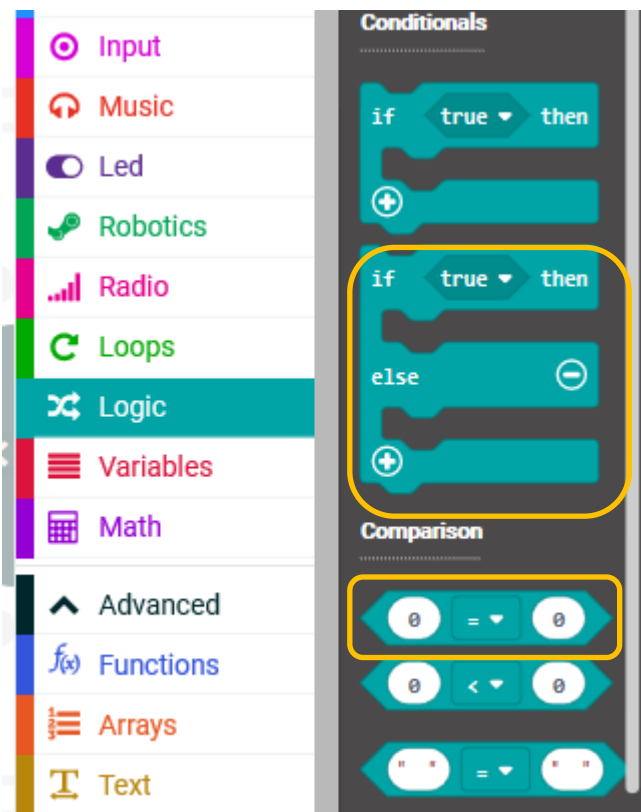 Input
Music
Led
Robotics
Radio
Loops
Logic
Variables
Math
Advanced
f(x) Functions
Arrays
Text
Conditionals
if true then
if true then
else
Comparison
0 = 0
0 < 0
" " = " "